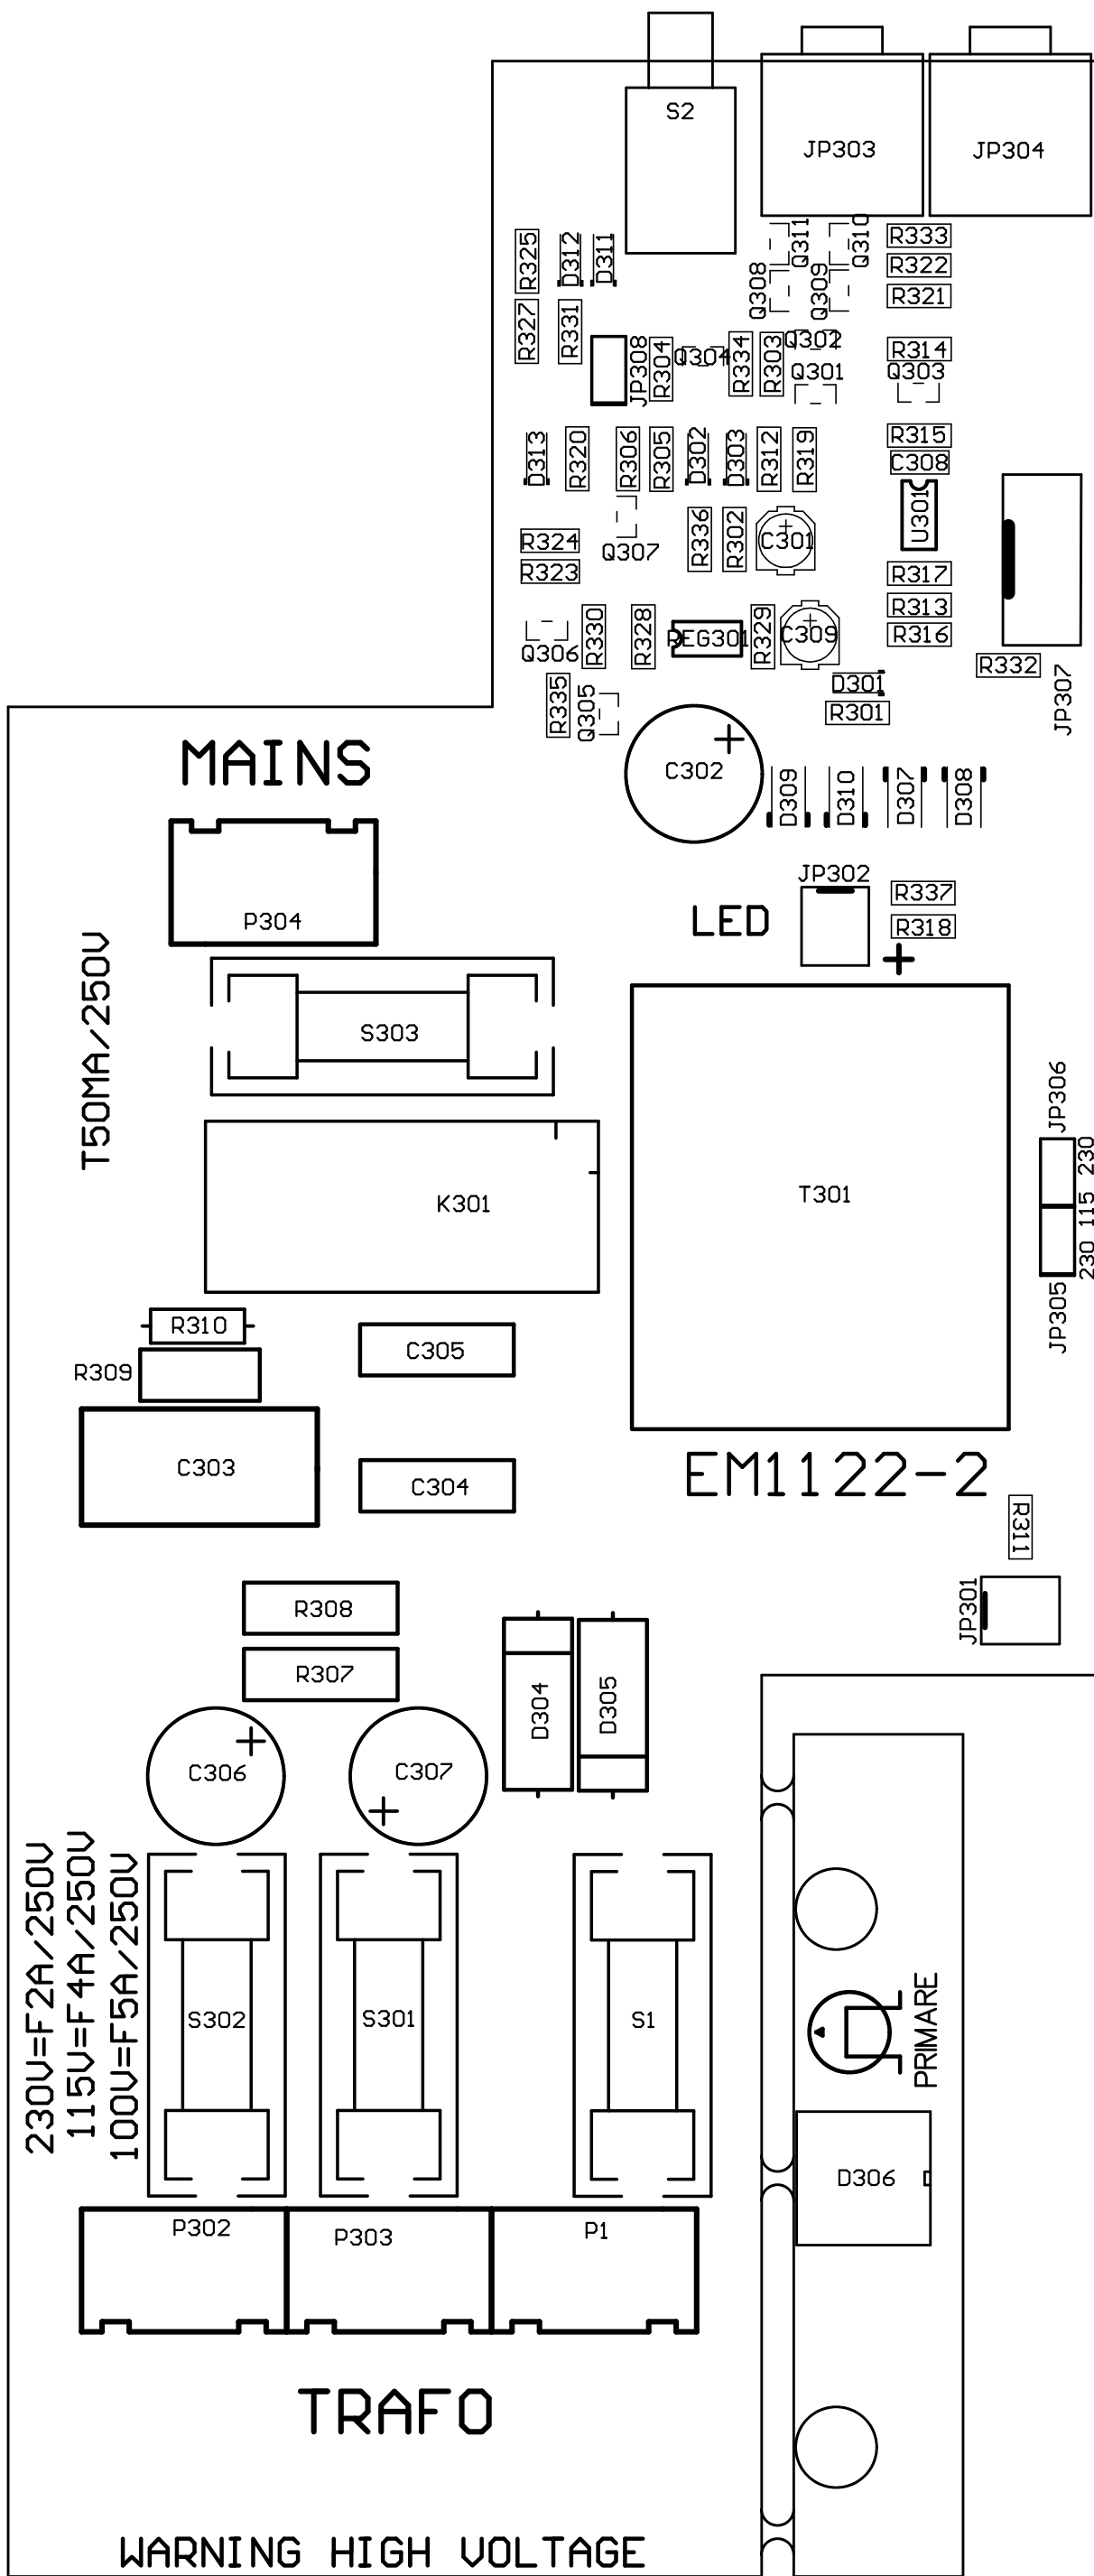 S2
JP303
JP304
R325
D312
D311
Q311
Q310
R333
R322
Q308
Q309
R321
R327
R331
JP308
R304
Q304
R334
R303
Q302
R314
Q301
Q303
D313
R320
R306
R305
D302
D303
R312
R319
R315
C308
U301
R324
Q307
R336
R302
C301
R323
R317
R313
R316
Q306
R330
R328
REG301
R329
C309
R332
JP307
R335
Q305
D301
R301
MAINS
C302
D309
D310
D307
D308
P304
JP302
R337
LED
R318
T50MA/250V
S303
JP306
K301
T301
230
115
230
JP305
R310
C305
R309
C303
C304
EM1122-2
R311
R308
JP301
R307
D304
D305
C306
C307
230V=F2A/250V
115V=F4A/250V
100V=F5A/250V
S302
S301
S1
PRIMARE
D306
P302
P303
P1
TRAFO
WARNING HIGH VOLTAGE